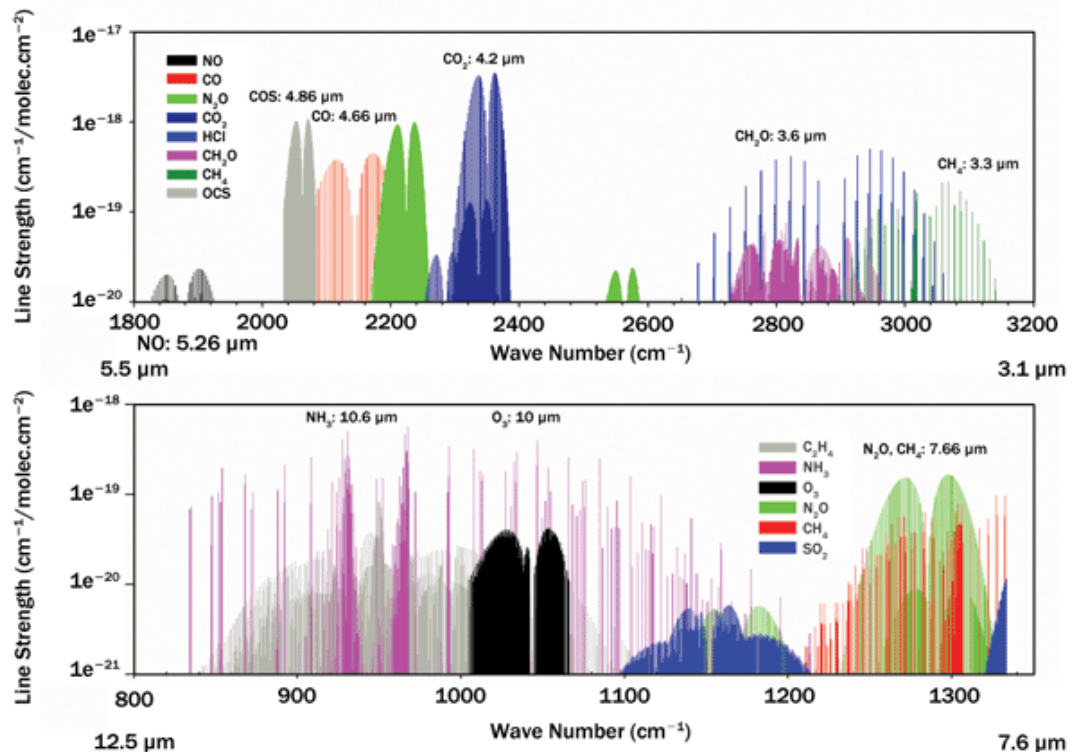 Line Strength (cm⁻¹/molec.cm⁻²)
1e⁻¹⁷
1e⁻¹⁸
1e⁻¹⁹
1e⁻²⁰
NO
CO
N₂O
CO₂
HCl
CH₂O
CH₄
OCS
COS: 4.86 µm
CO: 4.66 µm
CO₂: 4.2 µm
CH₂O: 3.6 µm
CH₄: 3.3 µm
1800 2000 2200 2400 2600 2800 3000 3200
NO: 5.26 µm
Wave Number (cm⁻¹)
5.5 µm
3.1 µm
Line Strength (cm⁻¹/molec.cm⁻²)
1e⁻¹⁸
1e⁻¹⁹
1e⁻²⁰
1e⁻²¹
NH₃: 10.6 µm
O₃: 10 µm
N₂O, CH₄: 7.66 µm
C₂H₄
NH₃
O₃
N₂O
CH₄
SO₂
800 900 1000 1100 1200 1300
Wave Number (cm⁻¹)
12.5 µm
7.6 µm